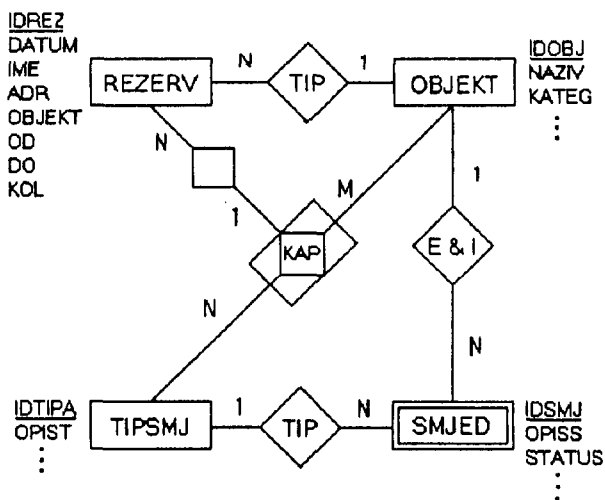 IDREZ
DATUM
IME
ADR
OBJEKT
OD
DO
KOL
REZERV
N
TIP
1
OBJEKT
IDOBJ
NAZIV
KATEG
N
1
M
KAP
1
E & I
N
N
IDTIPA
OPIST
TIPSMJ
1
TIP
N
SMJED
IDSMJ
OPISS
STATUS